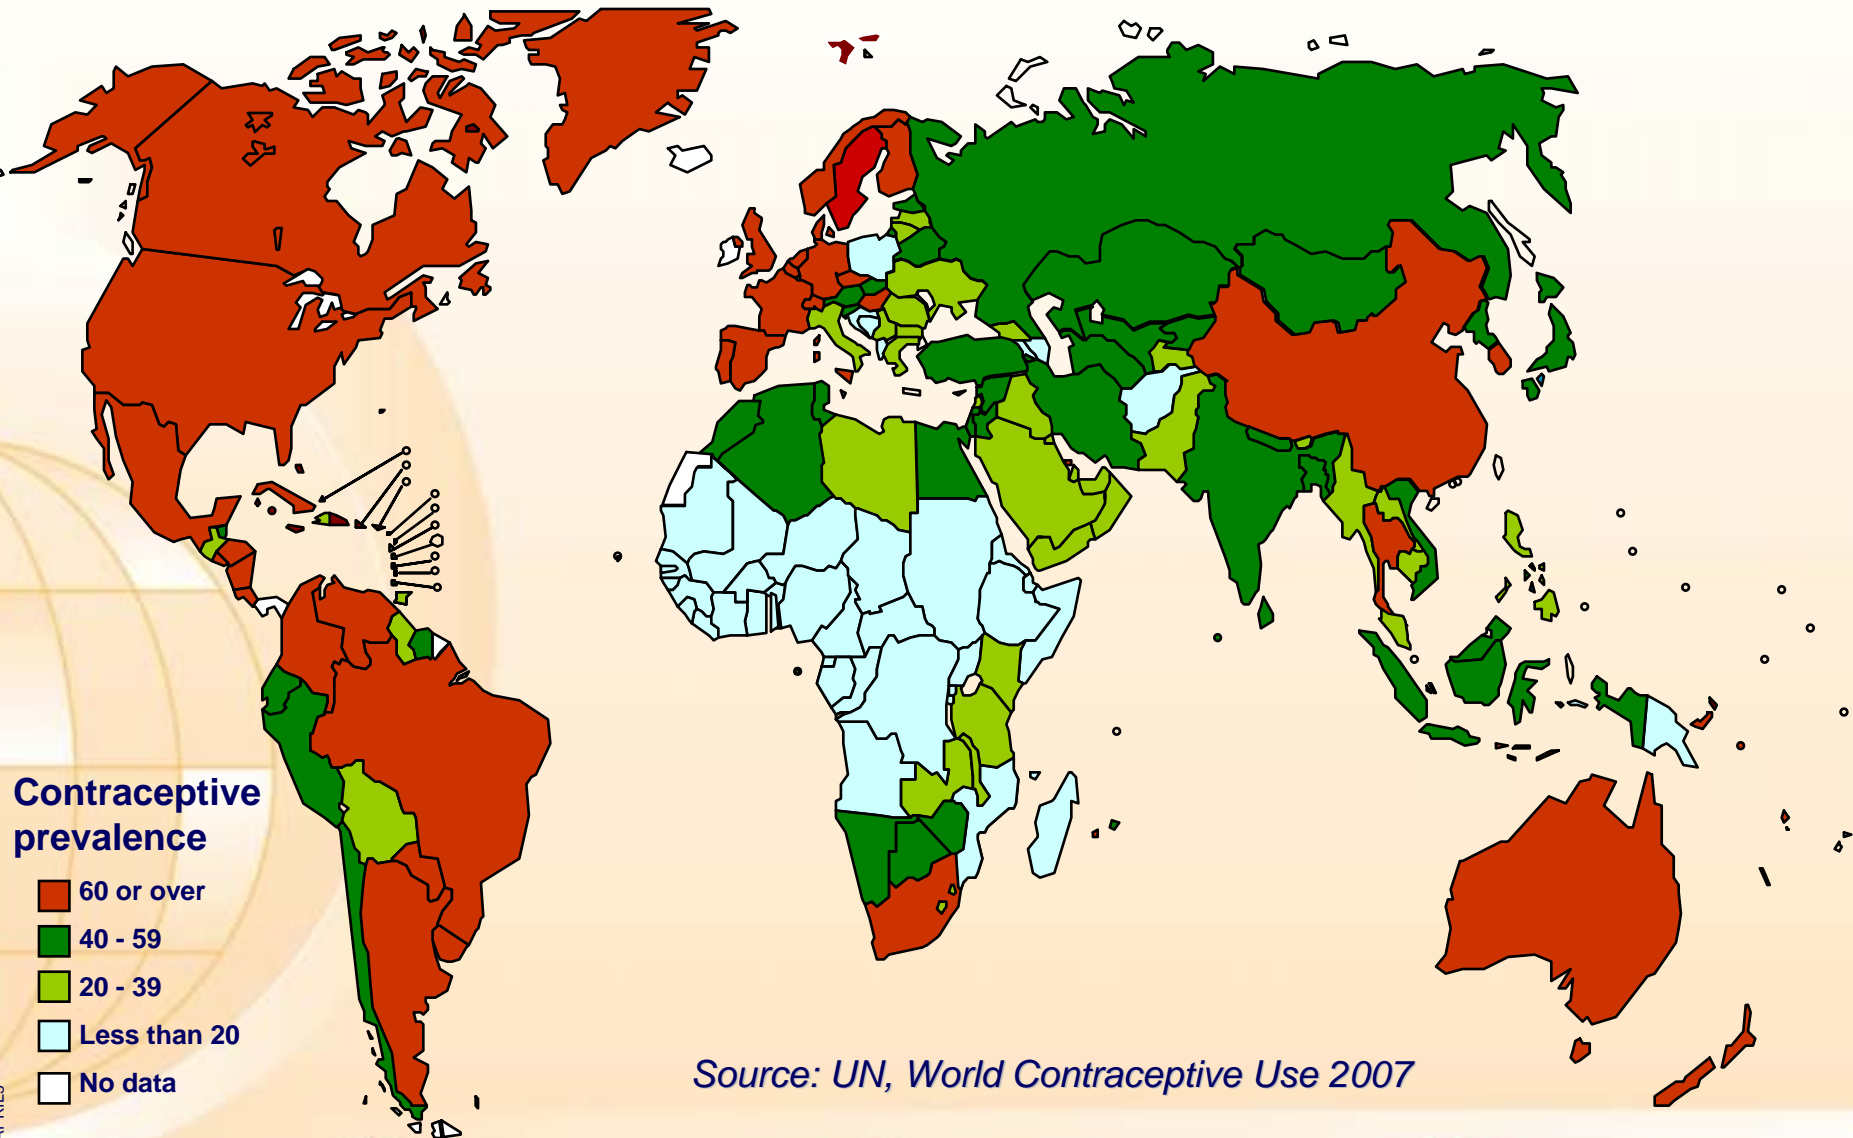 Contraceptive
prevalence
60 or over
40 - 59
20 - 39
Less than 20
No data
Source: UN, World Contraceptive Use 2007